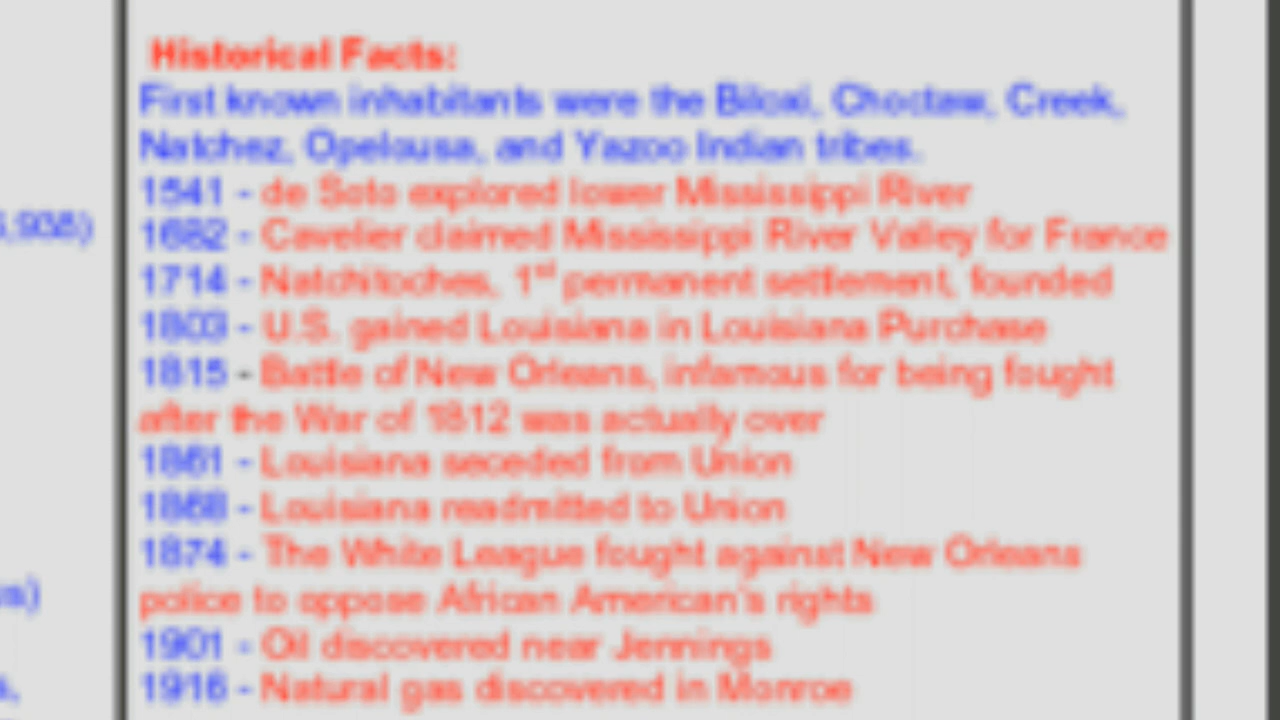 Historical Facts:
First known inhabitants were the Biloxi, Choctaw, Creek,
Natchez, Opelousa, and Yazoo Indian tribes.
1541 - de Soto explored lower Mississippi River
1682 - Cavelier claimed Mississippi River Valley for France
1714 - Natchitoches, 1st permanent settlement, founded
1803 - U.S. gained Louisiana in Louisiana Purchase
1815 - Battle of New Orleans, infamous for being fought
after the War of 1812 was actually over
1861 - Louisiana seceded from Union
1868 - Louisiana readmitted to Union
1874 - The White League fought against New Orleans
police to oppose African American's rights
1901 - Oil discovered near Jennings
1916 - Natural gas discovered in Monroe